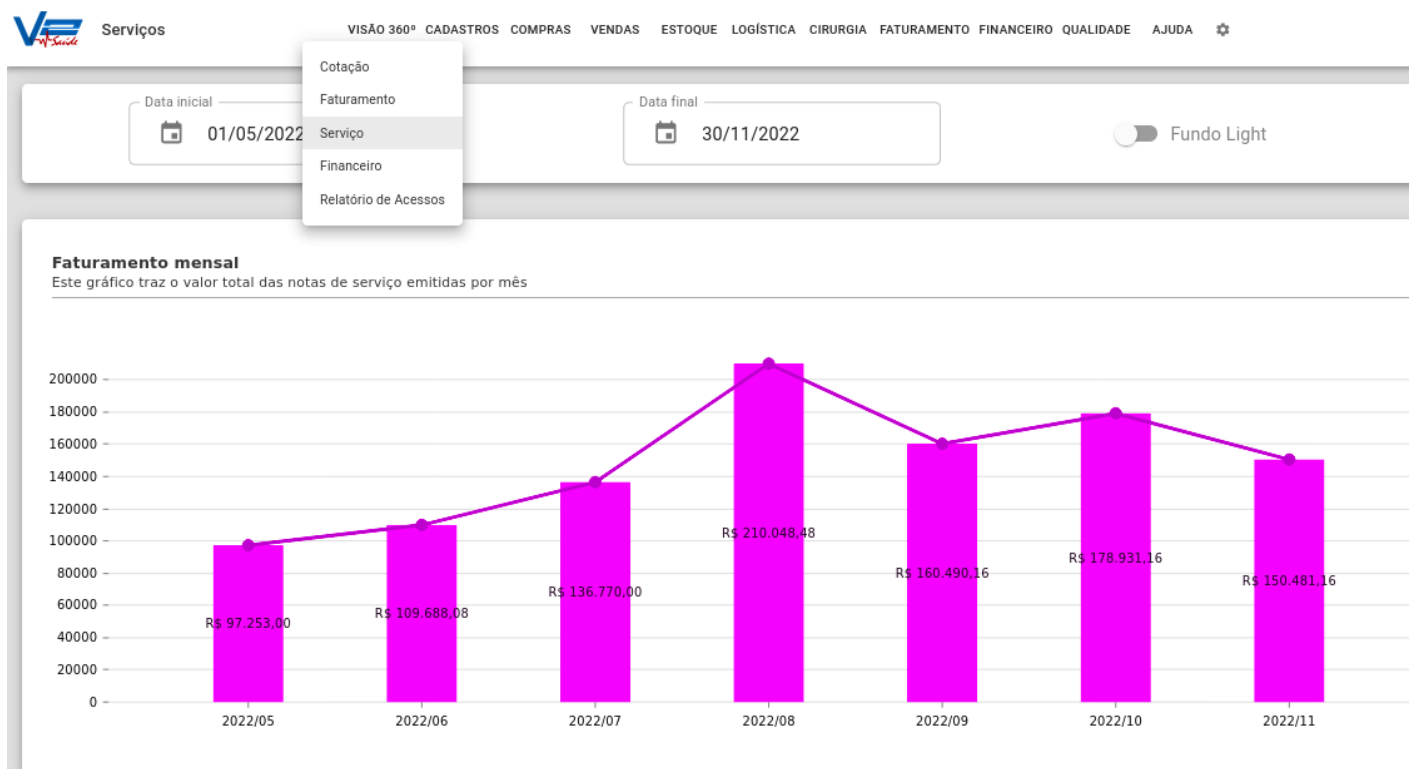 VP Saúde
Serviços
VISÃO 360º CADASTROS COMPRAS VENDAS ESTOQUE LOGÍSTICA CIRURGIA FATURAMENTO FINANCEIRO QUALIDADE AJUDA
Cotação
Faturamento
Serviço
Financeiro
Relatório de Acessos
Data inicial
01/05/2022
Data final
30/11/2022
Fundo Light
Faturamento mensal
Este gráfico traz o valor total das notas de serviço emitidas por mês
200000
180000
160000
140000
120000
100000
80000
60000
40000
20000
0
R$ 97.253,00
R$ 109.688,08
R$ 136.770,00
R$ 210.048,48
R$ 160.490,16
R$ 178.931,16
R$ 150.481,16
2022/05
2022/06
2022/07
2022/08
2022/09
2022/10
2022/11